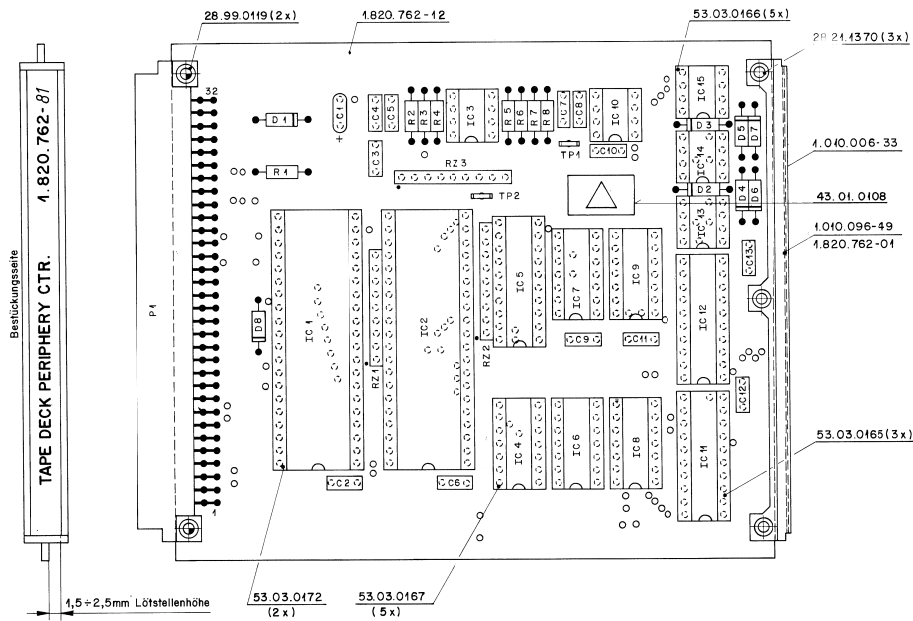 28.99.0119 (2x)
1.820.762-12
53.03.0166 (5x)
28.21.1370 (3x)
Bestückungsseite
TAPE DECK PERIPHERY CTR. 1.820.762-81
P1
32
1
D1
R1
C1
+
C4
C5
C3
R2
R3
R4
IC3
R5
R6
R7
R8
C7
C8
IC10
C10
TP1
RZ3
TP2
IC15
D3
IC14
D2
IC13
D5
D7
D4
D6
1.010.006-33
43.01.0108
1.010.096-49
1.820.762-01
C13
D8
IC1
RZ1
IC2
RZ2
IC5
IC7
IC9
C9
C11
IC12
C12
IC4
IC6
IC8
IC11
C2
C6
53.03.0165 (3x)
53.03.0172
(2x)
53.03.0167
(5x)
1,5÷2,5mm Lötstellenhöhe